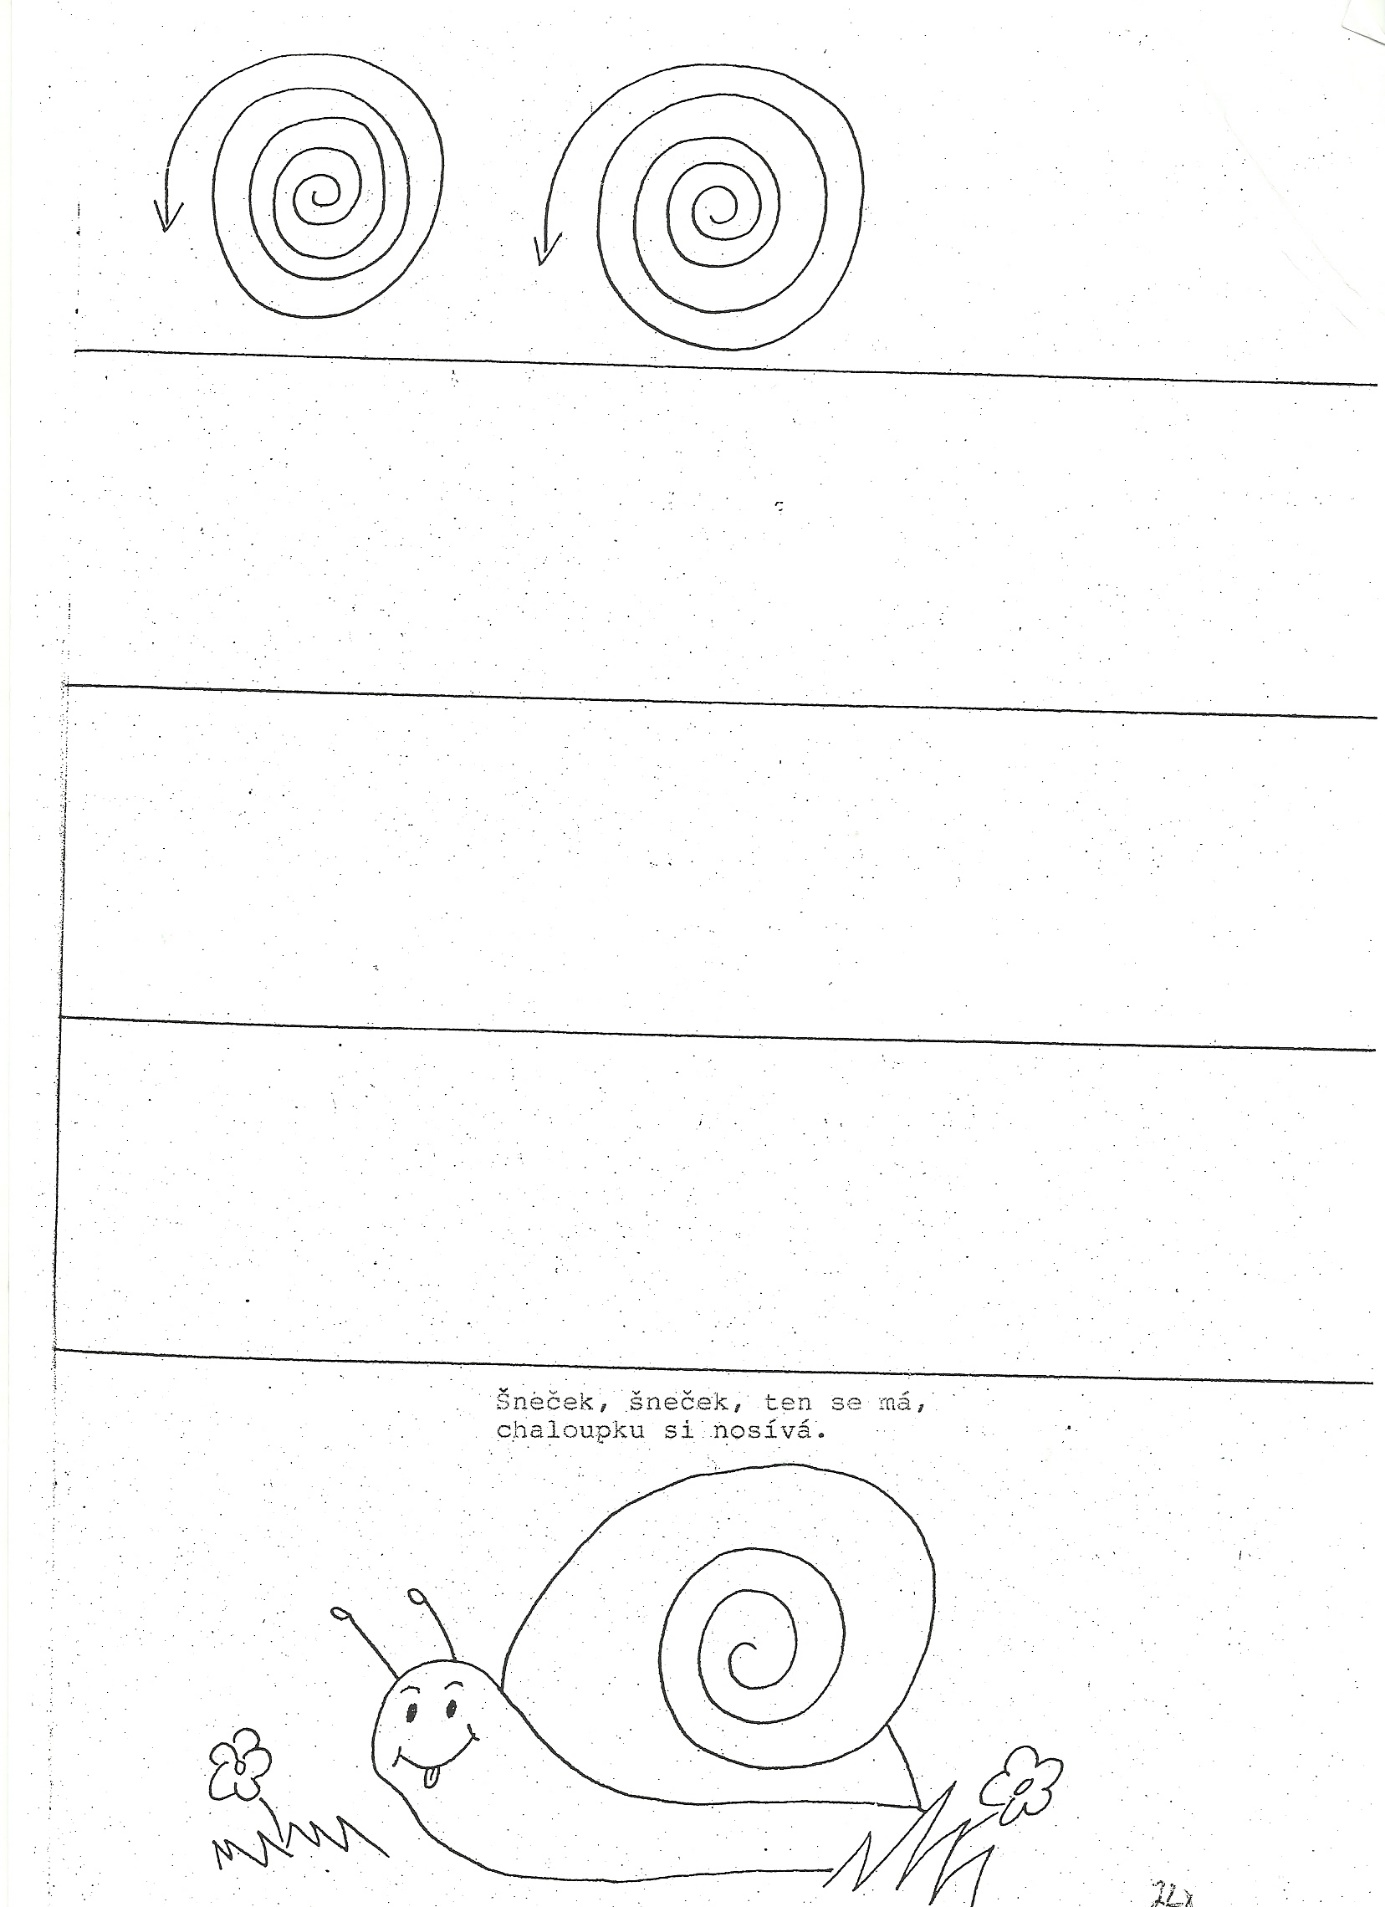 Šneček, šneček, ten se má,
chaloupku si nosívá.